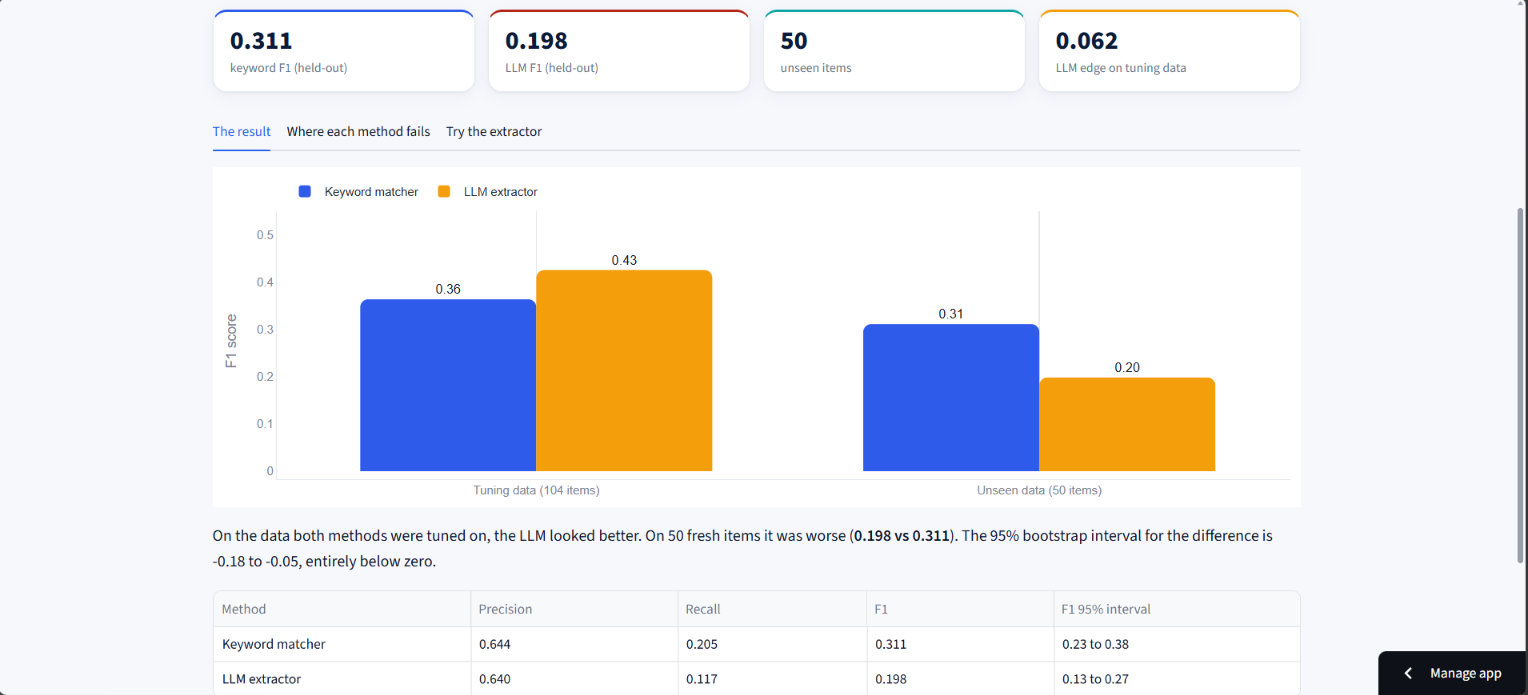 0.311
keyword F1 (held-out)
0.198
LLM F1 (held-out)
50
unseen items
0.062
LLM edge on tuning data
The result
Where each method fails
Try the extractor
Keyword matcher
LLM extractor
F1 score
0.5
0.4
0.3
0.2
0.1
0
0.36
0.43
0.31
0.20
Tuning data (104 items)
Unseen data (50 items)
On the data both methods were tuned on, the LLM looked better. On 50 fresh items it was worse (0.198 vs 0.311). The 95% bootstrap interval for the difference is
-0.18 to -0.05, entirely below zero.
Method Precision Recall F1 F1 95% interval
Keyword matcher 0.644 0.205 0.311 0.23 to 0.38
LLM extractor 0.640 0.117 0.198 0.13 to 0.27
Manage app